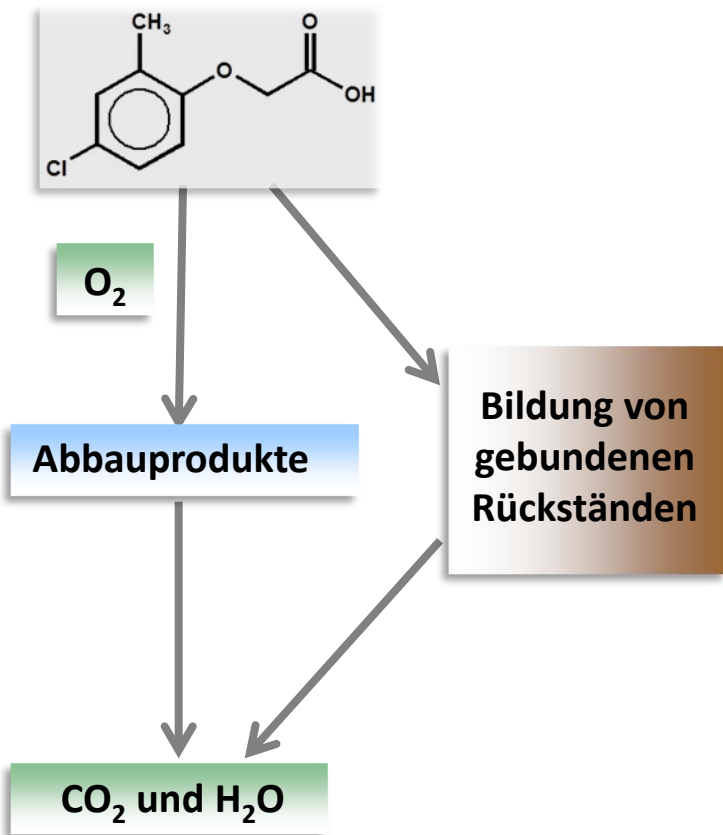 CH₃
O
O
OH
Cl
O₂
Bildung von
gebundenen
Rückständen
Abbauprodukte
CO₂ und H₂O